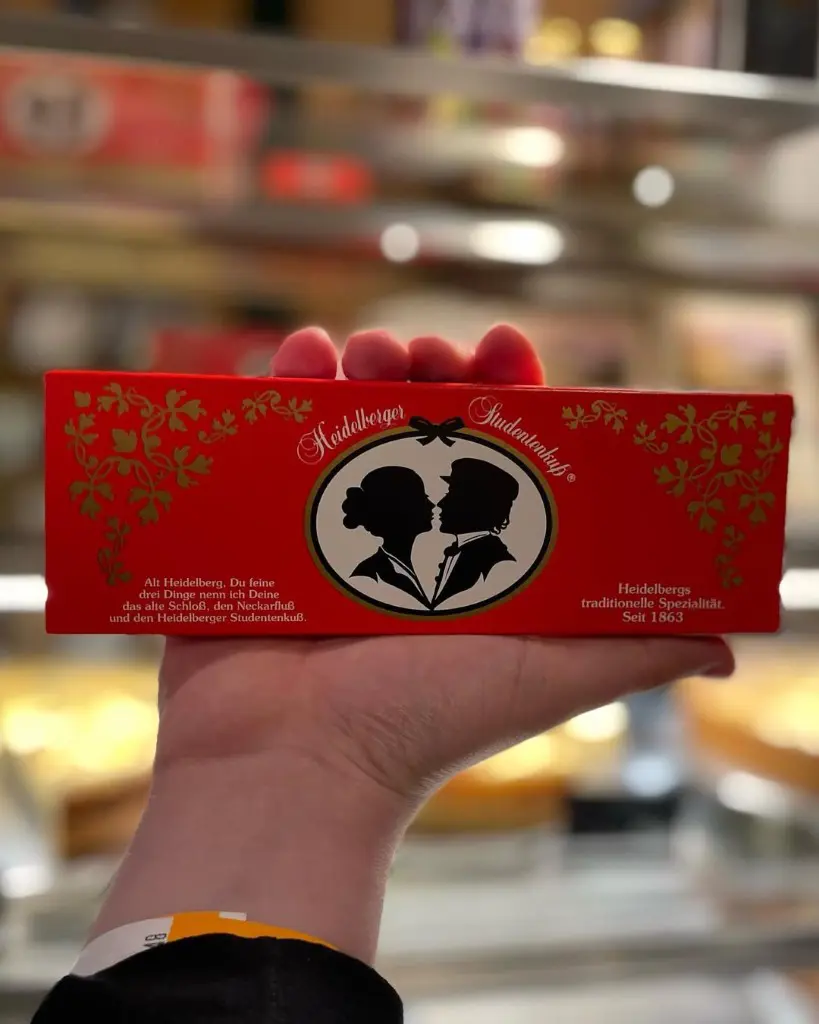 Heidelberger Studentenkuß®
Alt Heidelberg, Du feine
drei Dinge nenn ich Deine
das alte Schloß, den Neckarfluß
und den Heidelberger Studentenkuß.
Heidelbergs
traditionelle Spezialität.
Seit 1863